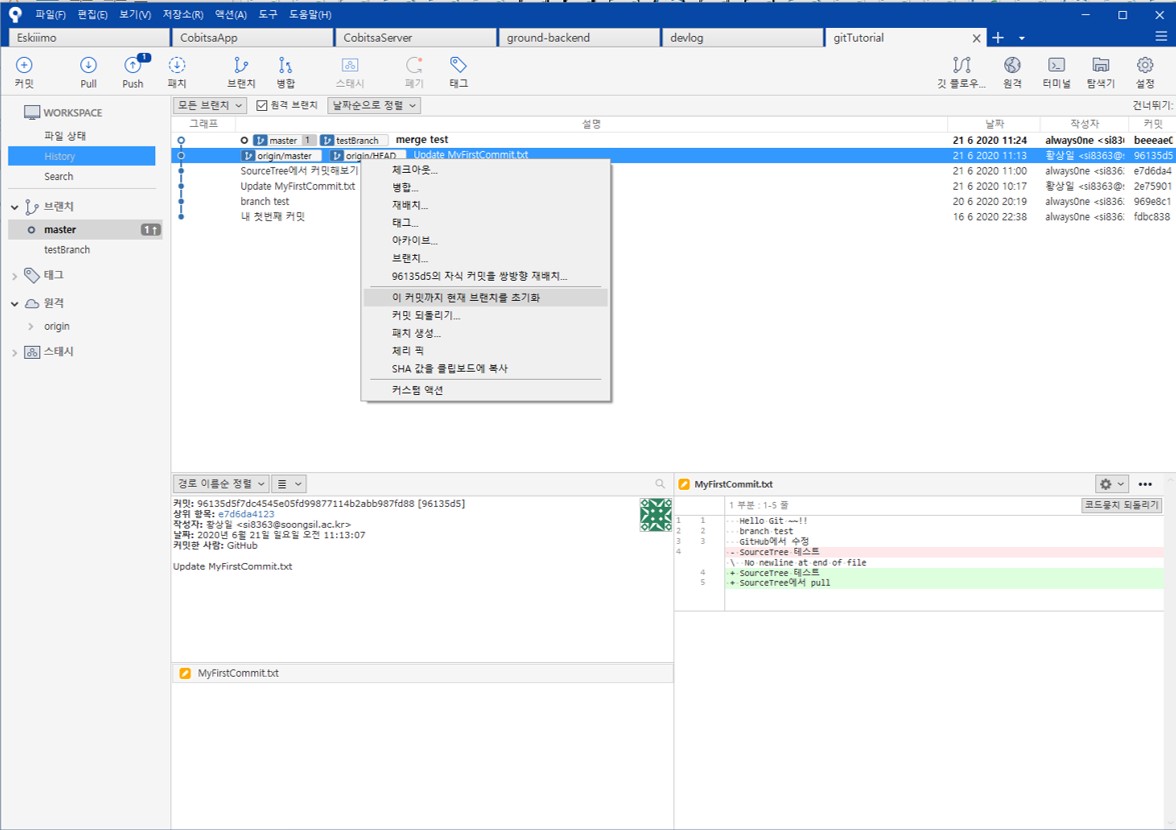 파일(F) 편집(E) 보기(V) 저장소(R) 액션(A) 도구 도움말(H)
Eskiiimo CobitsaApp CobitsaServer ground-backend devlog gitTutorial
1
커밋 Pull Push 패치 브랜치 병합 스태시 폐기 태그 깃 플로우... 원격 터미널 탐색기 설정
WORKSPACE
파일 상태
History
Search
브랜치
master 1
testBranch
태그
원격
origin
스태시
모든 브랜치 원격 브랜치 날짜순으로 정렬 건너뛰기:
그래프 설명 날짜 작성자 커밋
master 1 testBranch merge test 21 6 2020 11:24 always0ne <si83 beeeaeC
origin/master origin/HEAD Update MyFirstCommit.txt 21 6 2020 11:13 황상일 <si8363@s 96135d5
SourceTree에서 커밋해보기 21 6 2020 11:00 always0ne <si836 e7d6da4
Update MyFirstCommit.txt 21 6 2020 10:17 황상일 <si8363@s 2e75901
branch test 20 6 2020 20:19 always0ne <si836 969e8c1
내 첫번째 커밋 16 6 2020 22:38 always0ne <si836 fdbc838
체크아웃...
병합...
재배치...
태그...
아카이브...
브랜치...
96135d5의 자식 커밋을 쌍방향 재배치...
이 커밋까지 현재 브랜치를 초기화
커밋 되돌리기...
패치 생성...
체리 픽
SHA 값을 클립보드에 복사
커스텀 액션
경로 이름순 정렬
커밋: 96135d5f7dc4545e05fd99877114b2abb987fd88 [96135d5]
상위 항목: e7d6da4123
작성자: 황상일 <si8363@soongsil.ac.kr>
날짜: 2020년 6월 21일 일요일 오전 11:13:07
커밋한 사람: GitHub
Update MyFirstCommit.txt
MyFirstCommit.txt
MyFirstCommit.txt
1 부분 : 1-5 줄 코드뭉치 되돌리기
1 1 Hello Git ~~!!
2 2 branch test
3 3 GitHub에서 수정
4 - SourceTree 테스트
\ No newline at end of file
4 + SourceTree 테스트
5 + SourceTree에서 pull